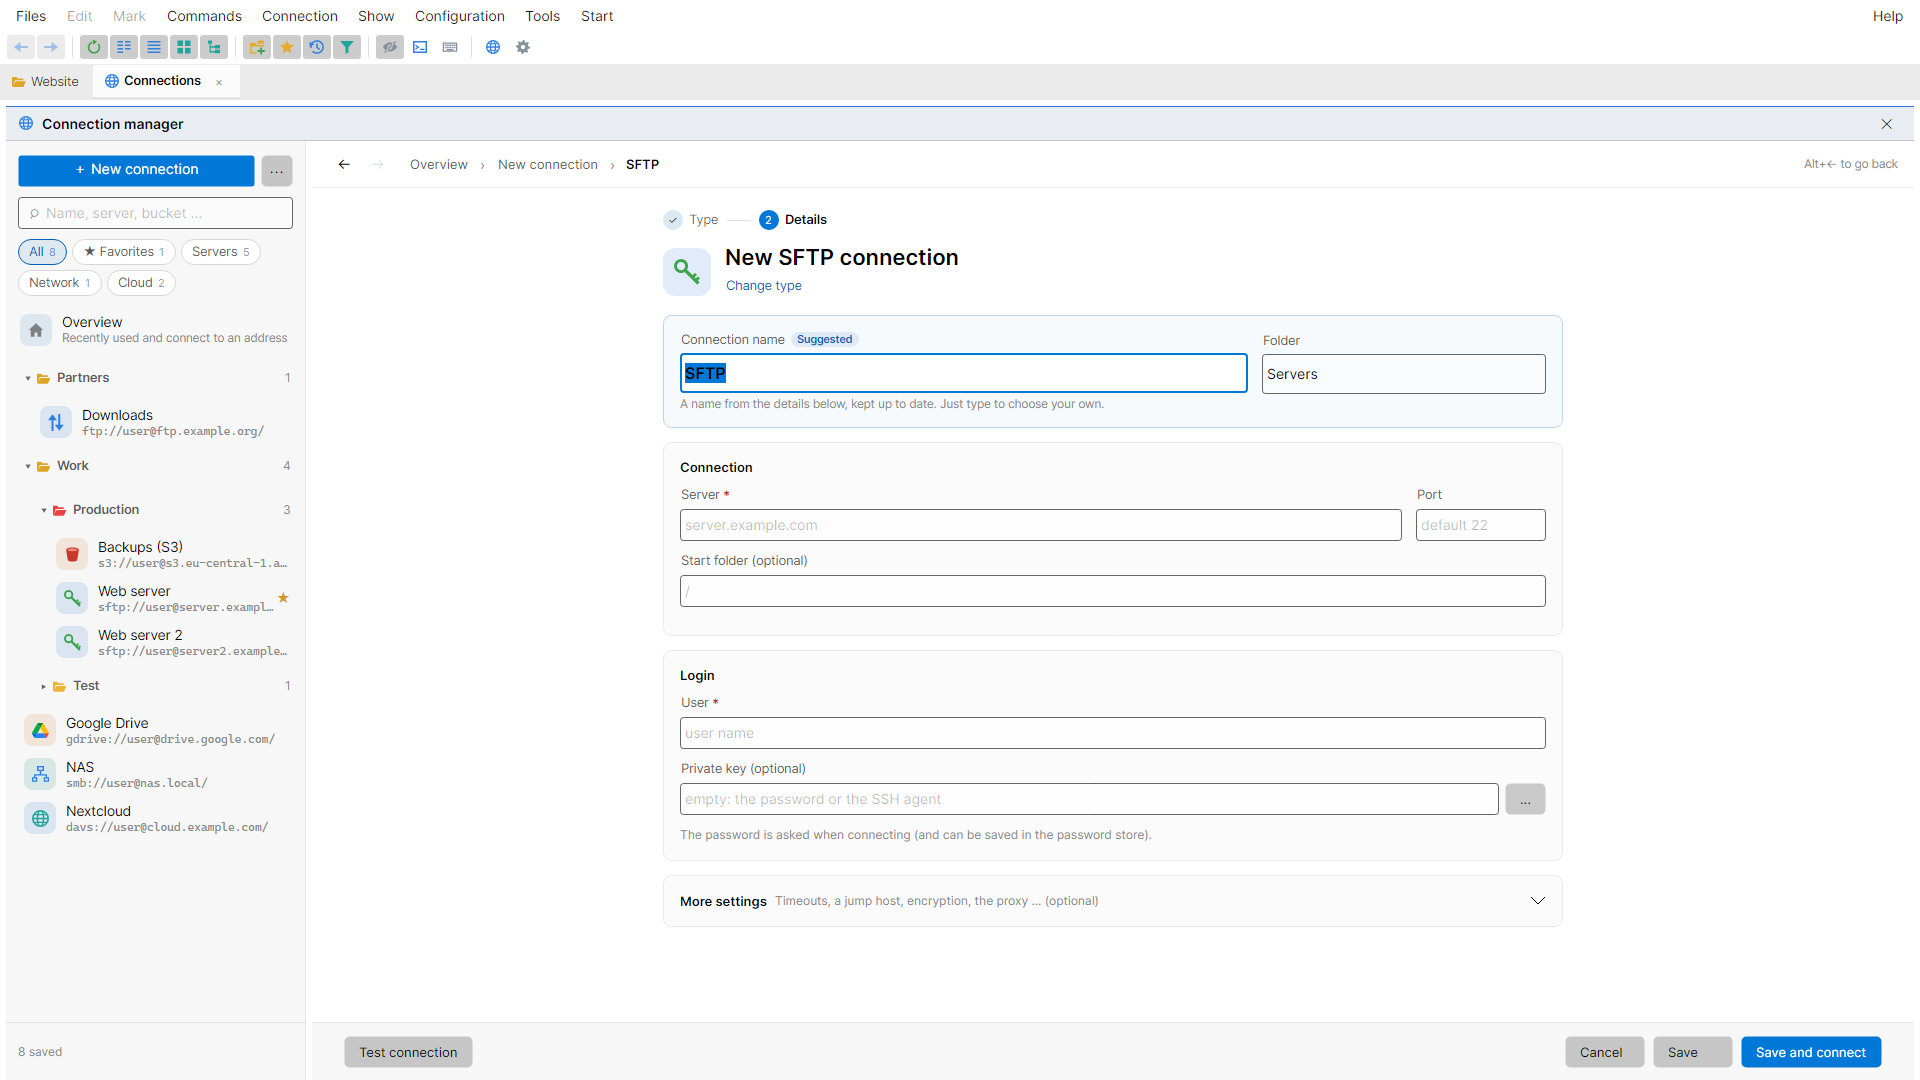 Files Edit Mark Commands Connection Show Configuration Tools Start Help
Website Connections ×
Connection manager
+ New connection ...
Name, server, bucket ...
All 8 ★ Favorites 1 Servers 5
Network 1 Cloud 2
Overview
Recently used and connect to an address
Partners 1
Downloads
ftp://user@ftp.example.org/
Work 4
Production 3
Backups (S3)
s3://user@s3.eu-central-1.a…
Web server
sftp://user@server.exampl…
Web server 2
sftp://user@server2.example…
Test 1
Google Drive
gdrive://user@drive.google.com/
NAS
smb://user@nas.local/
Nextcloud
davs://user@cloud.example.com/
8 saved
← → Overview › New connection › SFTP Alt+← to go back
✓ Type 2 Details
New SFTP connection
Change type
Connection name Suggested Folder
SFTP Servers
A name from the details below, kept up to date. Just type to choose your own.
Connection
Server * Port
server.example.com default 22
Start folder (optional)
/
Login
User *
user name
Private key (optional)
empty: the password or the SSH agent ...
The password is asked when connecting (and can be saved in the password store).
More settings Timeouts, a jump host, encryption, the proxy ... (optional)
Test connection Cancel Save Save and connect